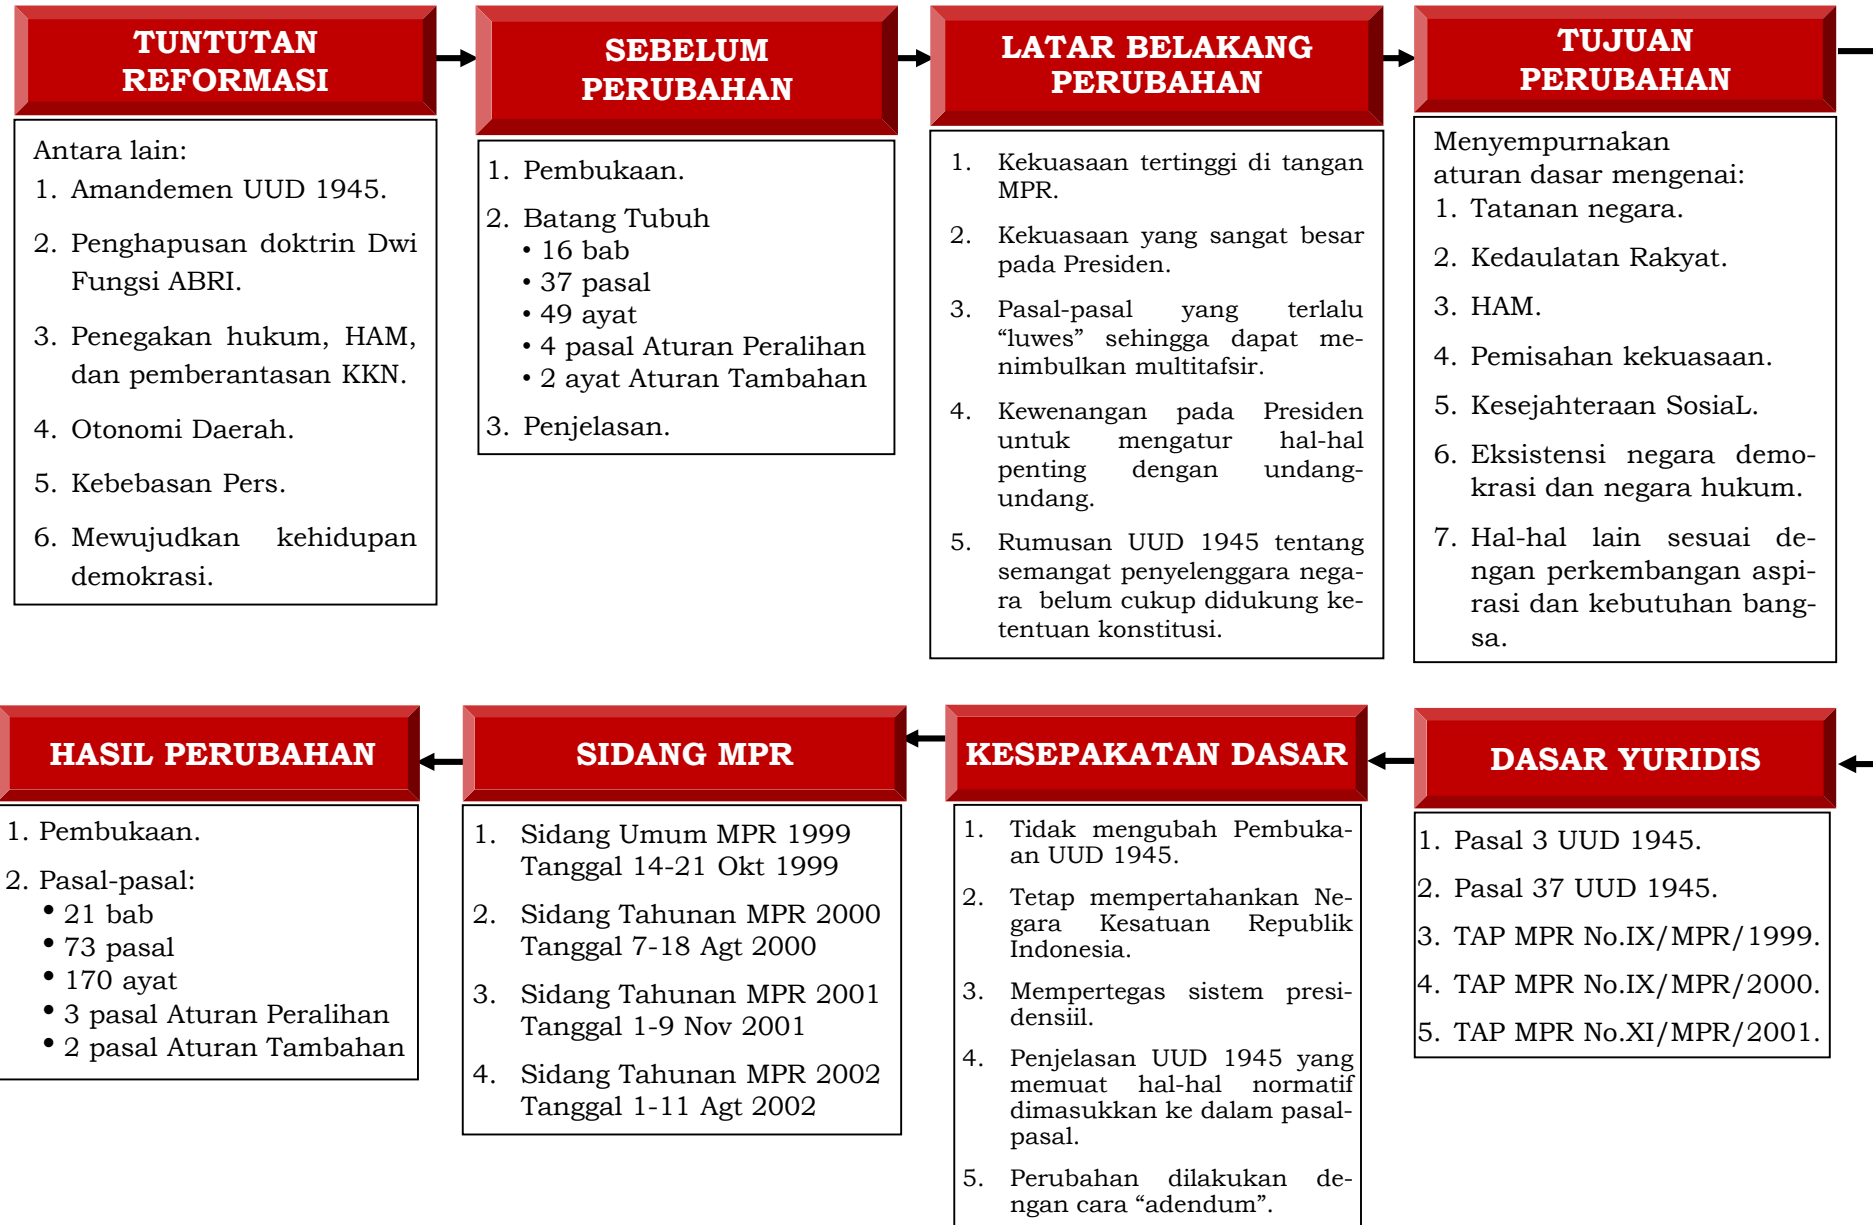 TUNTUTAN
REFORMASI
Antara lain:
1. Amandemen UUD 1945.
2. Penghapusan doktrin Dwi
Fungsi ABRI.
3. Penegakan hukum, HAM,
dan pemberantasan KKN.
4. Otonomi Daerah.
5. Kebebasan Pers.
6. Mewujudkan kehidupan
demokrasi.
SEBELUM
PERUBAHAN
1. Pembukaan.
2. Batang Tubuh
• 16 bab
• 37 pasal
• 49 ayat
• 4 pasal Aturan Peralihan
• 2 ayat Aturan Tambahan
3. Penjelasan.
LATAR BELAKANG
PERUBAHAN
1. Kekuasaan tertinggi di tangan
MPR.
2. Kekuasaan yang sangat besar
pada Presiden.
3. Pasal-pasal yang terlalu
“luwes” sehingga dapat me-
nimbulkan multitafsir.
4. Kewenangan pada Presiden
untuk mengatur hal-hal
penting dengan undang-
undang.
5. Rumusan UUD 1945 tentang
semangat penyelenggara nega-
ra belum cukup didukung ke-
tentuan konstitusi.
TUJUAN
PERUBAHAN
Menyempurnakan
aturan dasar mengenai:
1. Tatanan negara.
2. Kedaulatan Rakyat.
3. HAM.
4. Pemisahan kekuasaan.
5. Kesejahteraan SosiaL.
6. Eksistensi negara demo-
krasi dan negara hukum.
7. Hal-hal lain sesuai de-
ngan perkembangan aspi-
rasi dan kebutuhan bang-
sa.
DASAR YURIDIS
1. Pasal 3 UUD 1945.
2. Pasal 37 UUD 1945.
3. TAP MPR No.IX/MPR/1999.
4. TAP MPR No.IX/MPR/2000.
5. TAP MPR No.XI/MPR/2001.
KESEPAKATAN DASAR
1. Tidak mengubah Pembuka-
an UUD 1945.
2. Tetap mempertahankan Ne-
gara Kesatuan Republik
Indonesia.
3. Mempertegas sistem presi-
densiil.
4. Penjelasan UUD 1945 yang
memuat hal-hal normatif
dimasukkan ke dalam pasal-
pasal.
5. Perubahan dilakukan de-
ngan cara “adendum”.
SIDANG MPR
1. Sidang Umum MPR 1999
Tanggal 14-21 Okt 1999
2. Sidang Tahunan MPR 2000
Tanggal 7-18 Agt 2000
3. Sidang Tahunan MPR 2001
Tanggal 1-9 Nov 2001
4. Sidang Tahunan MPR 2002
Tanggal 1-11 Agt 2002
HASIL PERUBAHAN
1. Pembukaan.
2. Pasal-pasal:
• 21 bab
• 73 pasal
• 170 ayat
• 3 pasal Aturan Peralihan
• 2 pasal Aturan Tambahan